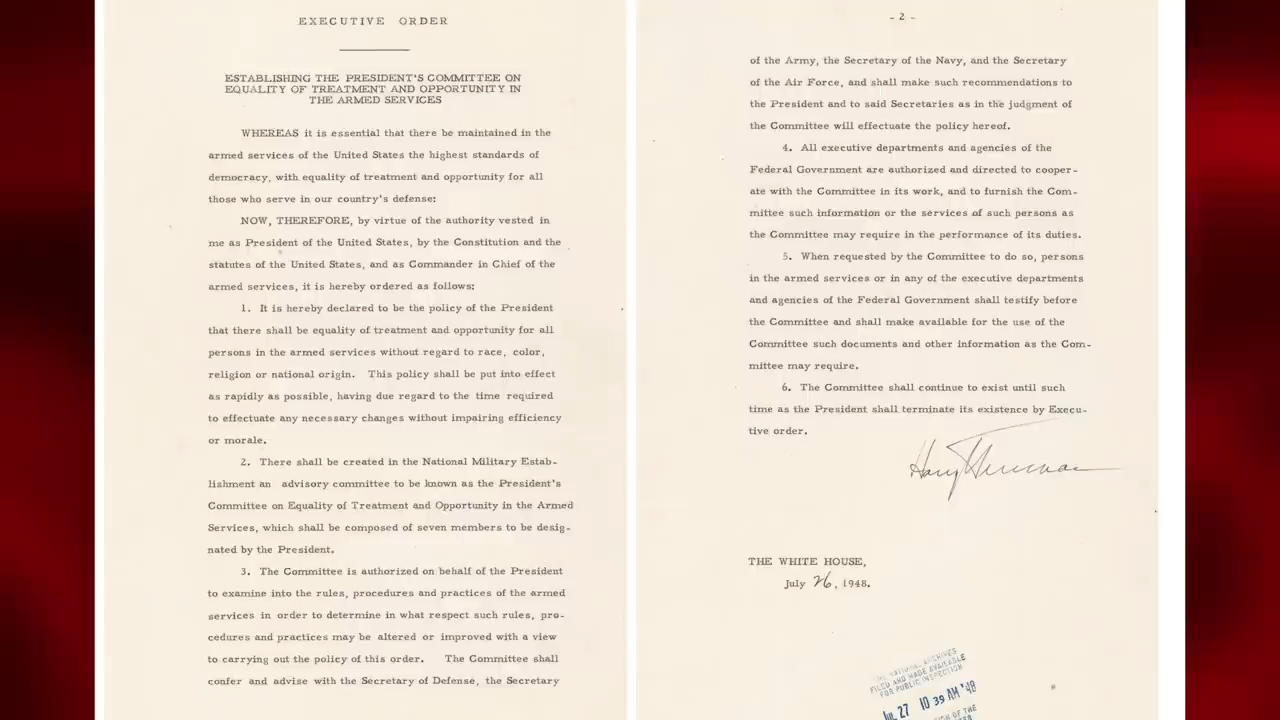 EXECUTIVE ORDER
ESTABLISHING THE PRESIDENT'S COMMITTEE ON
EQUALITY OF TREATMENT AND OPPORTUNITY IN
THE ARMED SERVICES
WHEREAS it is essential that there be maintained in the
armed services of the United States the highest standards of
democracy, with equality of treatment and opportunity for all
those who serve in our country's defense:
NOW, THEREFORE, by virtue of the authority vested in
me as President of the United States, by the Constitution and the
statutes of the United States, and as Commander in Chief of the
armed services, it is hereby ordered as follows:
1. It is hereby declared to be the policy of the President
that there shall be equality of treatment and opportunity for all
persons in the armed services without regard to race, color,
religion or national origin. This policy shall be put into effect
as rapidly as possible, having due regard to the time required
to effectuate any necessary changes without impairing efficiency
or morale.
2. There shall be created in the National Military Estab-
lishment an advisory committee to be known as the President's
Committee on Equality of Treatment and Opportunity in the Armed
Services, which shall be composed of seven members to be desig-
nated by the President.
3. The Committee is authorized on behalf of the President
to examine into the rules, procedures and practices of the armed
services in order to determine in what respect such rules, pro-
cedures and practices may be altered or improved with a view
to carrying out the policy of this order. The Committee shall
confer and advise with the Secretary of Defense, the Secretary
- 2 -
of the Army, the Secretary of the Navy, and the Secretary
of the Air Force, and shall make such recommendations to
the President and to said Secretaries as in the judgment of
the Committee will effectuate the policy hereof.
4. All executive departments and agencies of the
Federal Government are authorized and directed to cooper-
ate with the Committee in its work, and to furnish the Com-
mittee such information or the services of such persons as
the Committee may require in the performance of its duties.
5. When requested by the Committee to do so, persons
in the armed services or in any of the executive departments
and agencies of the Federal Government shall testify before
the Committee and shall make available for the use of the
Committee such documents and other information as the Com-
mittee may require.
6. The Committee shall continue to exist until such
time as the President shall terminate its existence by Execu-
tive order.
Harry Truman
THE WHITE HOUSE,
July 26, 1948.
THE NATIONAL ARCHIVES
FILED AND MADE AVAILABLE
FOR PUBLIC INSPECTION
JUL 27 10 39 AM '48
OF THE